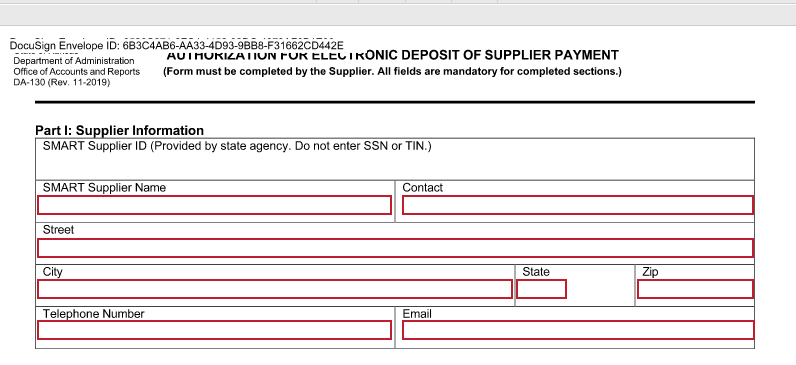 DocuSign Envelope ID: 6B3C4AB6-AA33-4D93-9BB8-F31662CD442E
AUTHORIZATION FOR ELECTRONIC DEPOSIT OF SUPPLIER PAYMENT
Department of Administration
Office of Accounts and Reports
(Form must be completed by the Supplier. All fields are mandatory for completed sections.)
DA-130 (Rev. 11-2019)
Part I: Supplier Information
SMART Supplier ID (Provided by state agency. Do not enter SSN or TIN.)
SMART Supplier Name
Contact
Street
City
State
Zip
Telephone Number
Email